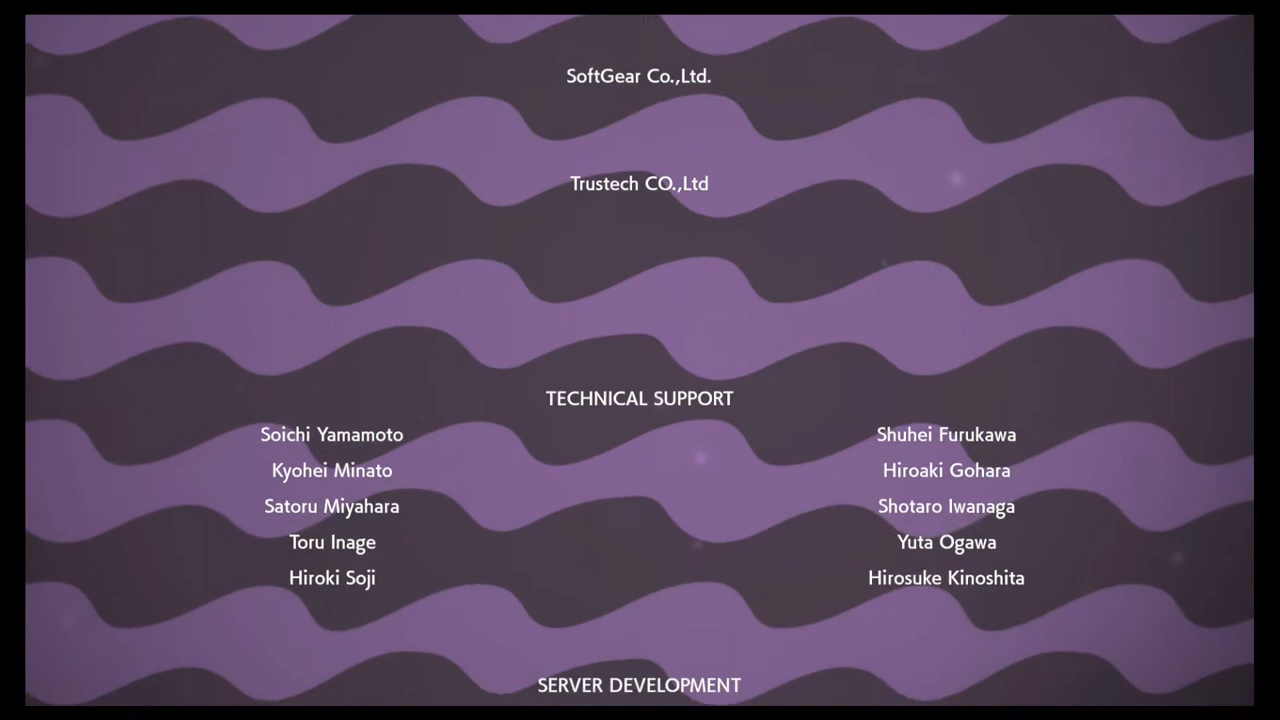 SoftGear Co.,Ltd.
Trustech CO.,Ltd
TECHNICAL SUPPORT
Soichi Yamamoto Shuhei Furukawa
Kyohei Minato Hiroaki Gohara
Satoru Miyahara Shotaro Iwanaga
Toru Inage Yuta Ogawa
Hiroki Soji Hirosuke Kinoshita
SERVER DEVELOPMENT